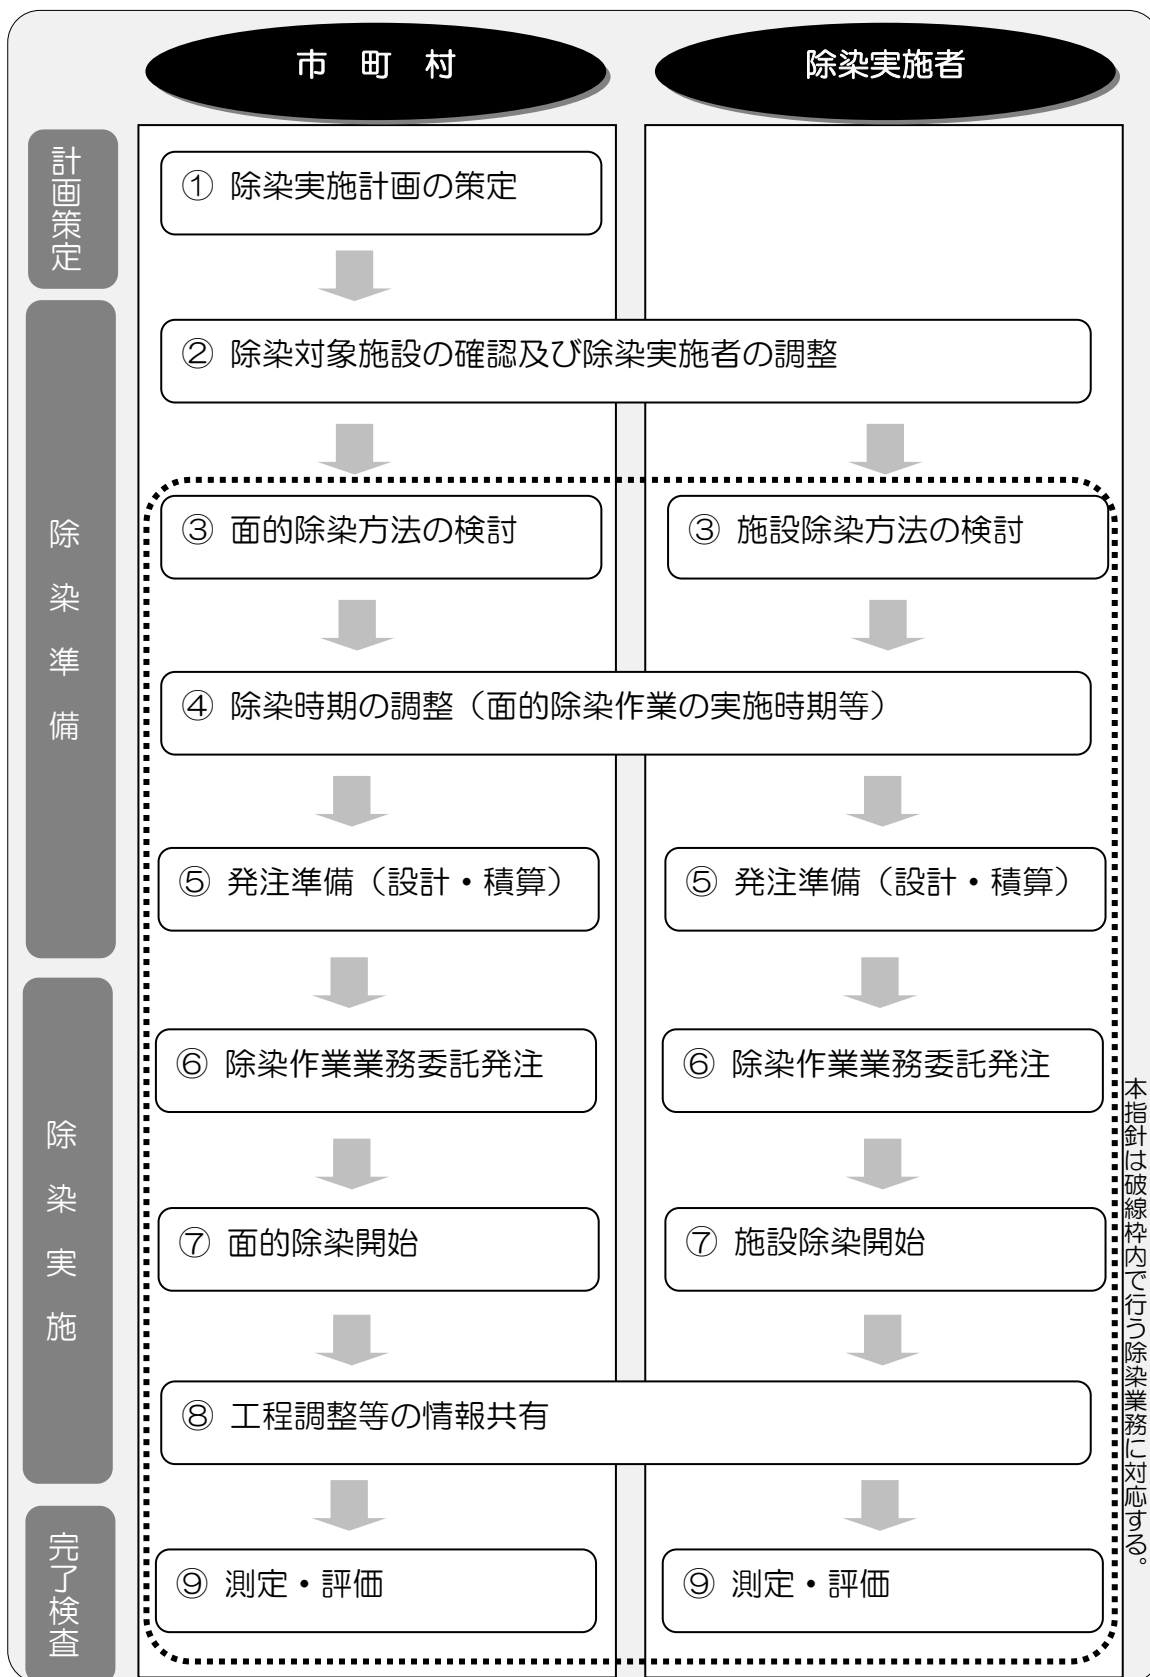 市　町　村
除染実施者
計画策定
① 除染実施計画の策定
除染準備
② 除染対象施設の確認及び除染実施者の調整
③ 面的除染方法の検討
③ 施設除染方法の検討
④ 除染時期の調整（面的除染作業の実施時期等）
⑤ 発注準備（設計・積算）
⑤ 発注準備（設計・積算）
除染実施
⑥ 除染作業業務委託発注
⑥ 除染作業業務委託発注
⑦ 面的除染開始
⑦ 施設除染開始
⑧ 工程調整等の情報共有
完了検査
⑨ 測定・評価
⑨ 測定・評価
本指針は破線枠内で行う除染業務に対応する。